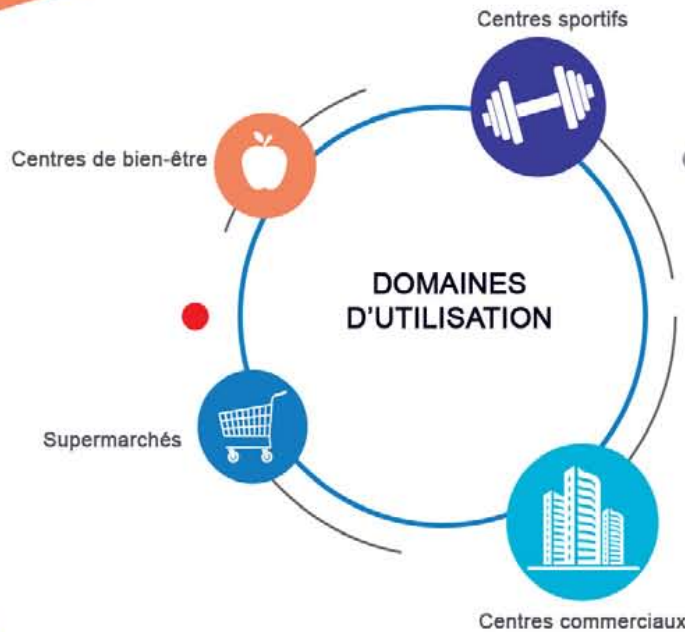 Centres sportifs
Centres de bien-être
DOMAINES
D'UTILISATION
Supermarchés
Centres commerciaux